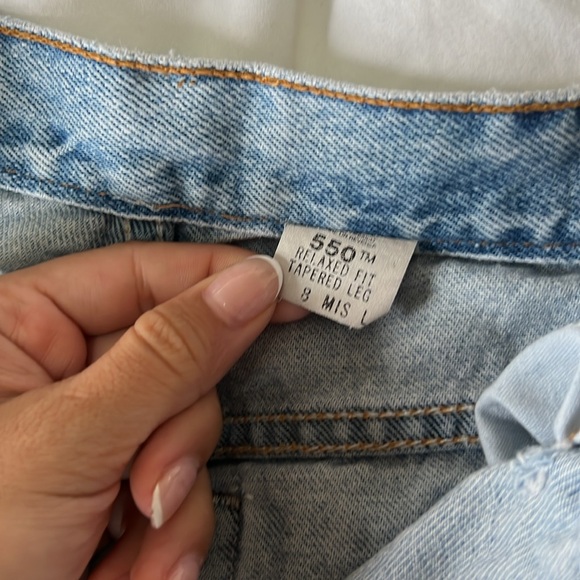 550™
RELAXED FIT
TAPERED LEG
8 MIS L